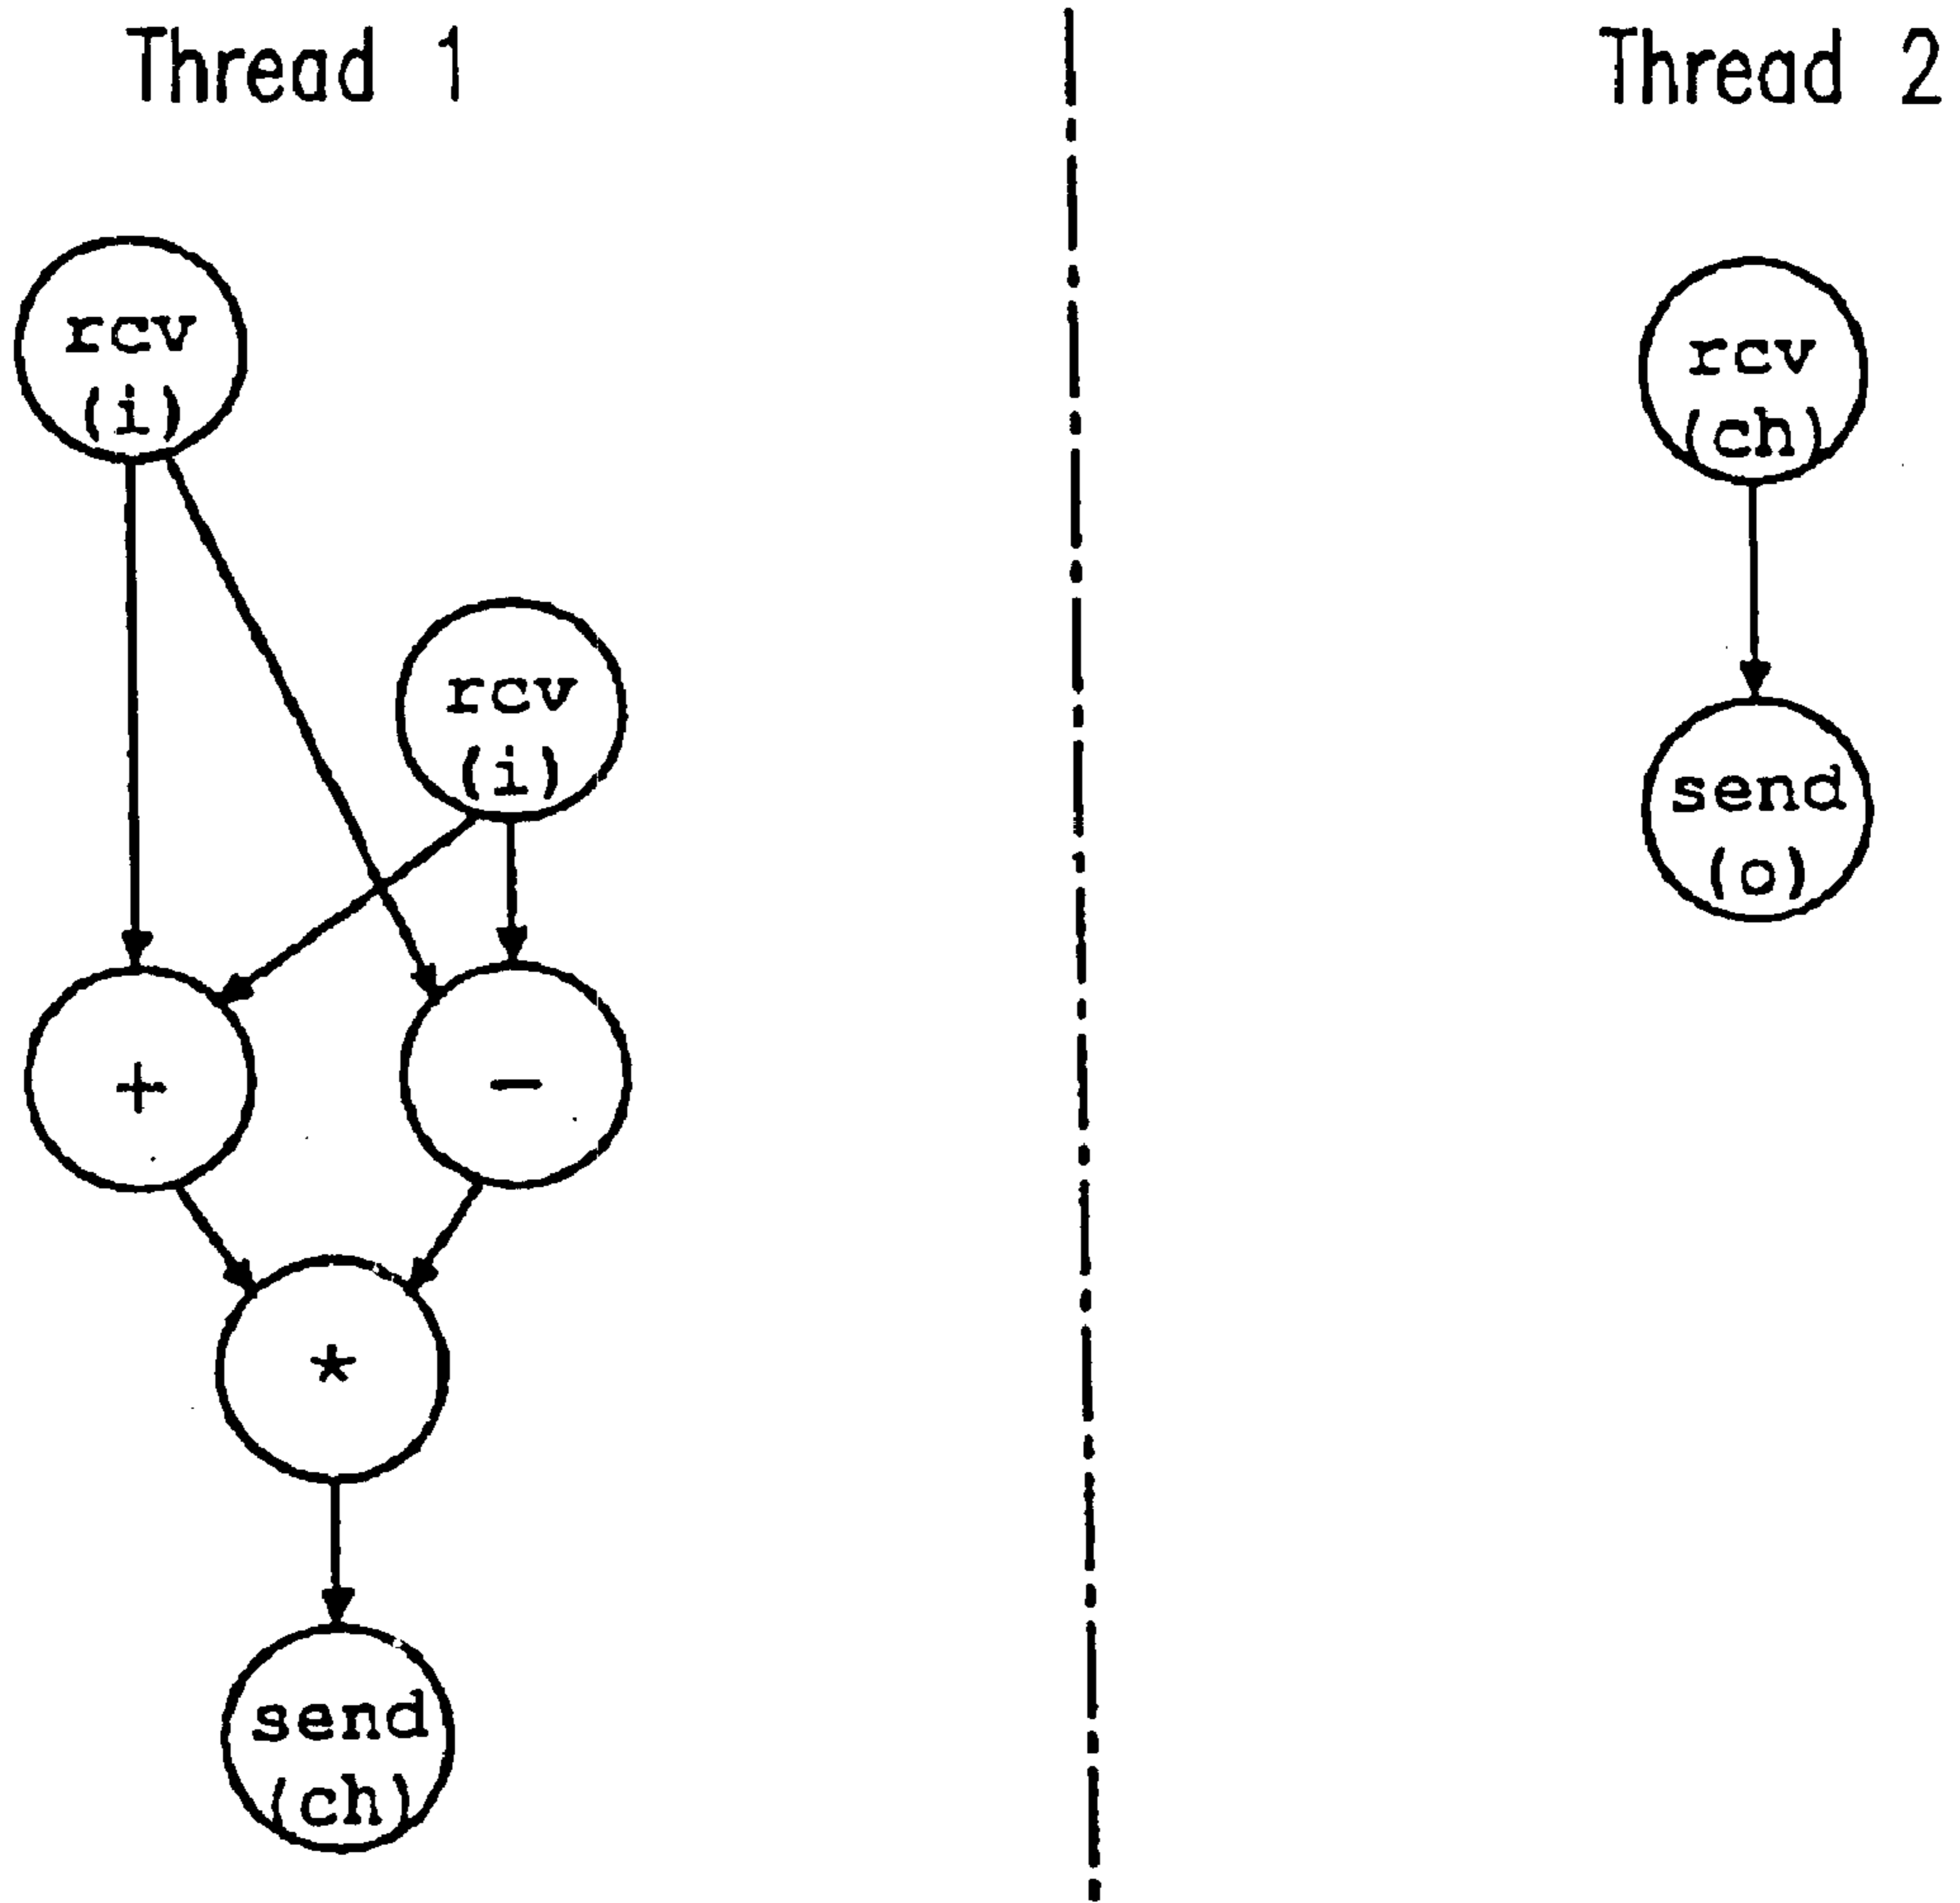 Thread 1
Thread 2
rcv
(i)
rcv
(ch)
rcv
(i)
send
(o)
+
−
*
send
(ch)